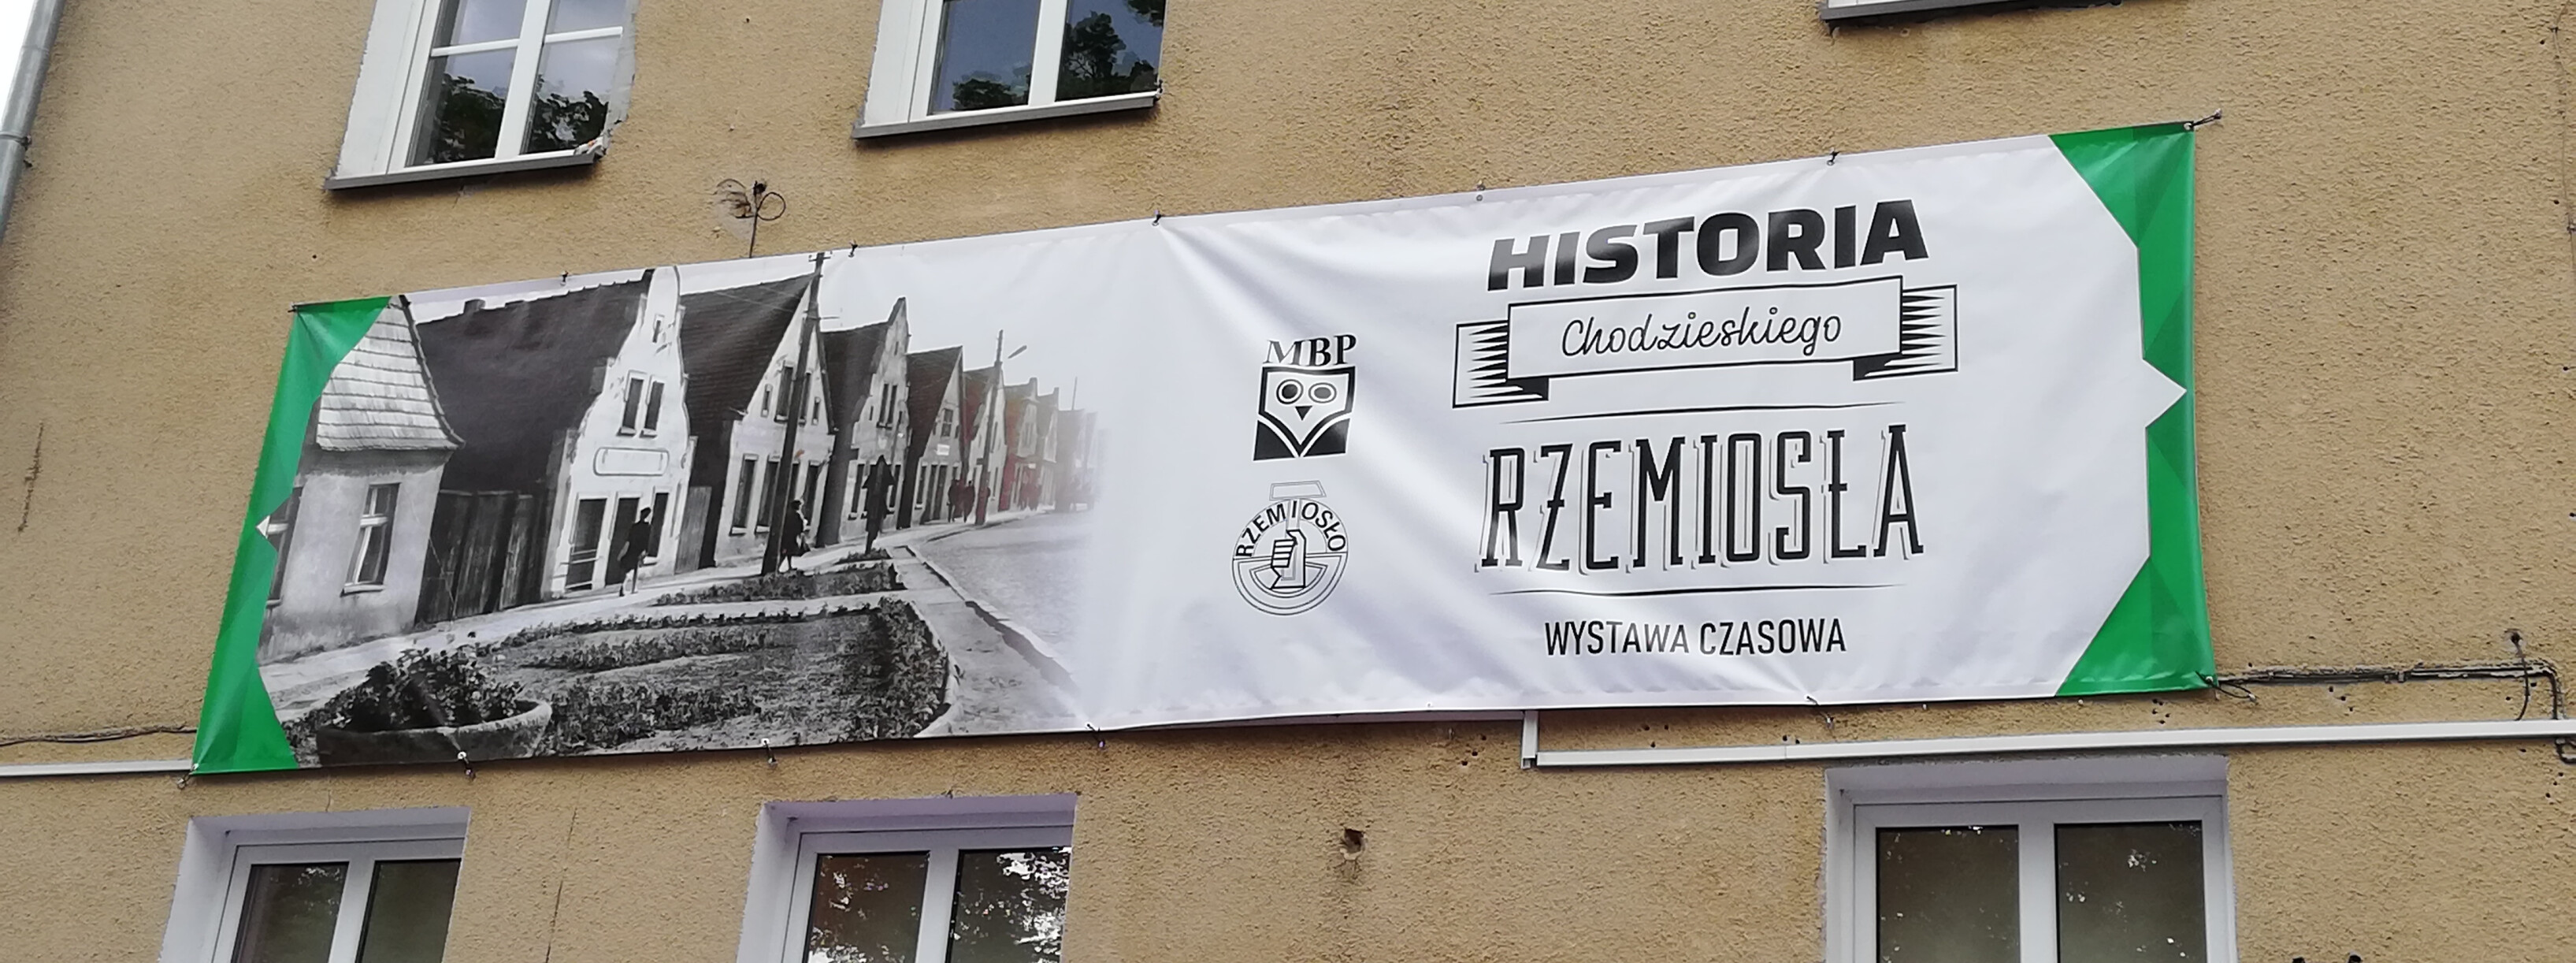 MBP
RZEMIOSŁO
HISTORIA
Chodzieskiego
RZEMIOSŁA
WYSTAWA CZASOWA